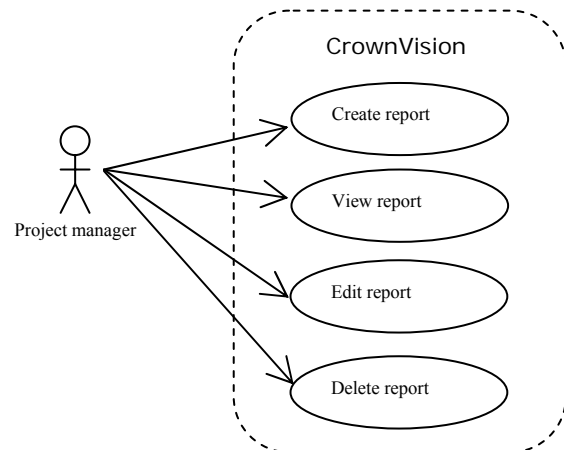 CrownVision
Create report
View report
Project manager
Edit report
Delete report